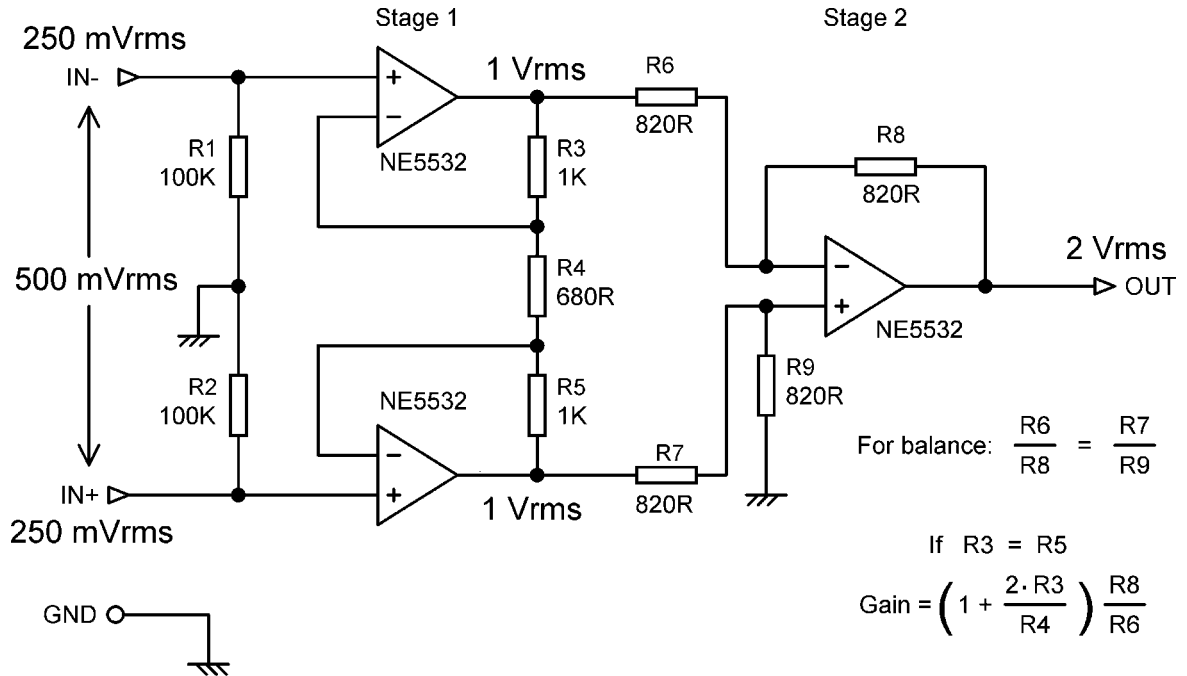 Stage 1
Stage 2
250 mVrms
IN-
+
−
NE5532
1 Vrms
R6
820R
R1
100K
R3
1K
R8
820R
500 mVrms
R4
680R
−
+
NE5532
2 Vrms
OUT
R2
100K
NE5532
−
+
R5
1K
R9
820R
R7
820R
IN+
250 mVrms
1 Vrms
For balance: R6/R8 = R7/R9
If R3 = R5
Gain = (1 + 2·R3/R4) R8/R6
GND